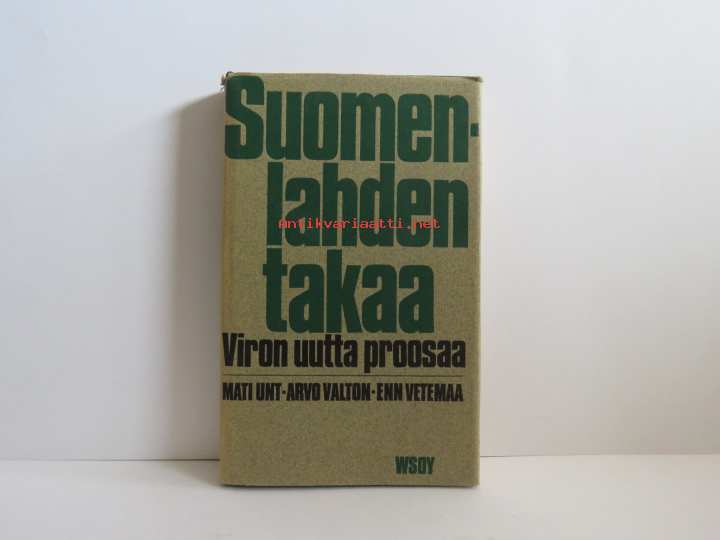 Suomen-
lahden
Antikvariaatti.net
takaa
Viron uutta proosaa
MATI UNT·ARVO VALTON·ENN VETEMAA
WSOY